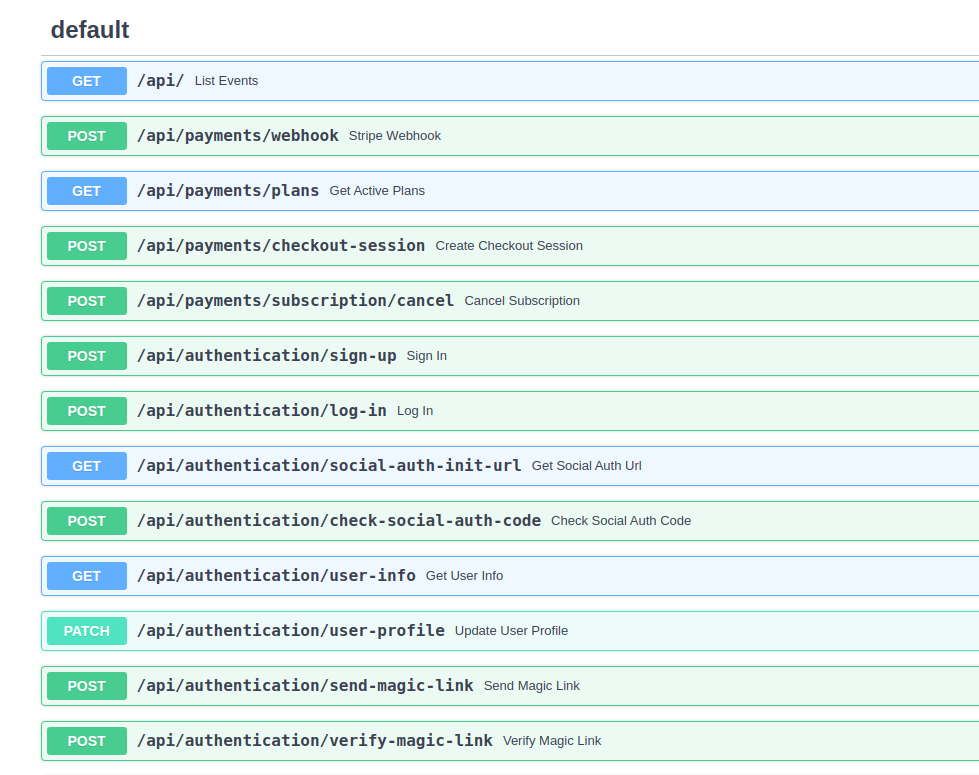 default
GET /api/ List Events
POST /api/payments/webhook Stripe Webhook
GET /api/payments/plans Get Active Plans
POST /api/payments/checkout-session Create Checkout Session
POST /api/payments/subscription/cancel Cancel Subscription
POST /api/authentication/sign-up Sign In
POST /api/authentication/log-in Log In
GET /api/authentication/social-auth-init-url Get Social Auth Url
POST /api/authentication/check-social-auth-code Check Social Auth Code
GET /api/authentication/user-info Get User Info
PATCH /api/authentication/user-profile Update User Profile
POST /api/authentication/send-magic-link Send Magic Link
POST /api/authentication/verify-magic-link Verify Magic Link